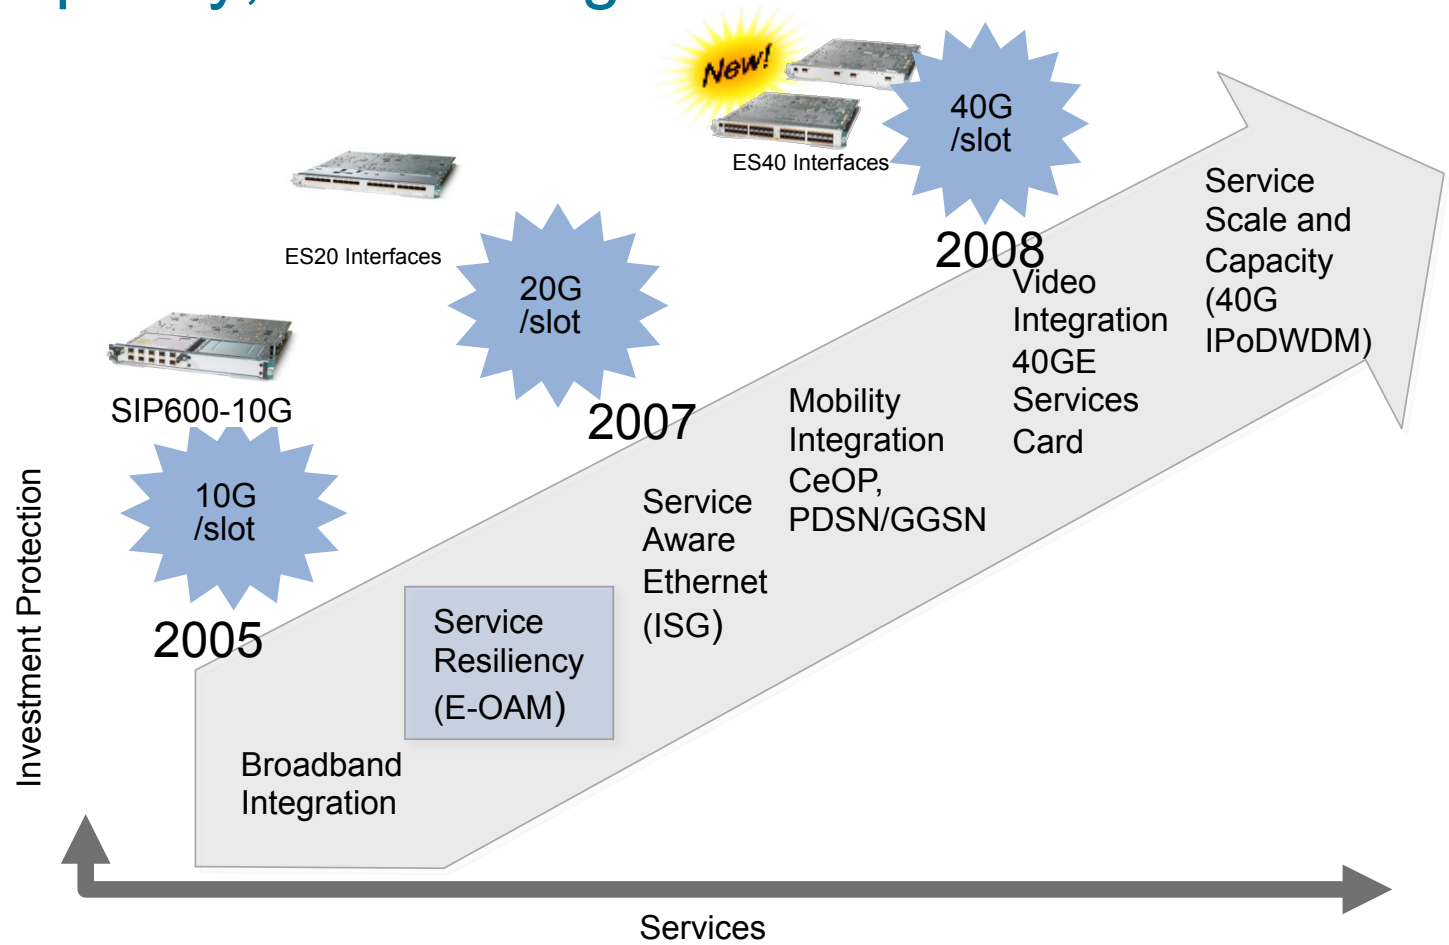 New!
40G
/slot
ES40 Interfaces
2008
ES20 Interfaces
20G
/slot
2007
SIP600-10G
10G
/slot
2005
Service
Scale and
Capacity
(40G
IPoDWDM)
Video
Integration
40GE
Services
Card
Mobility
Integration
CeOP,
PDSN/GGSN
Service
Aware
Ethernet
(ISG)
Service
Resiliency
(E-OAM)
Broadband
Integration
Investment Protection
Services